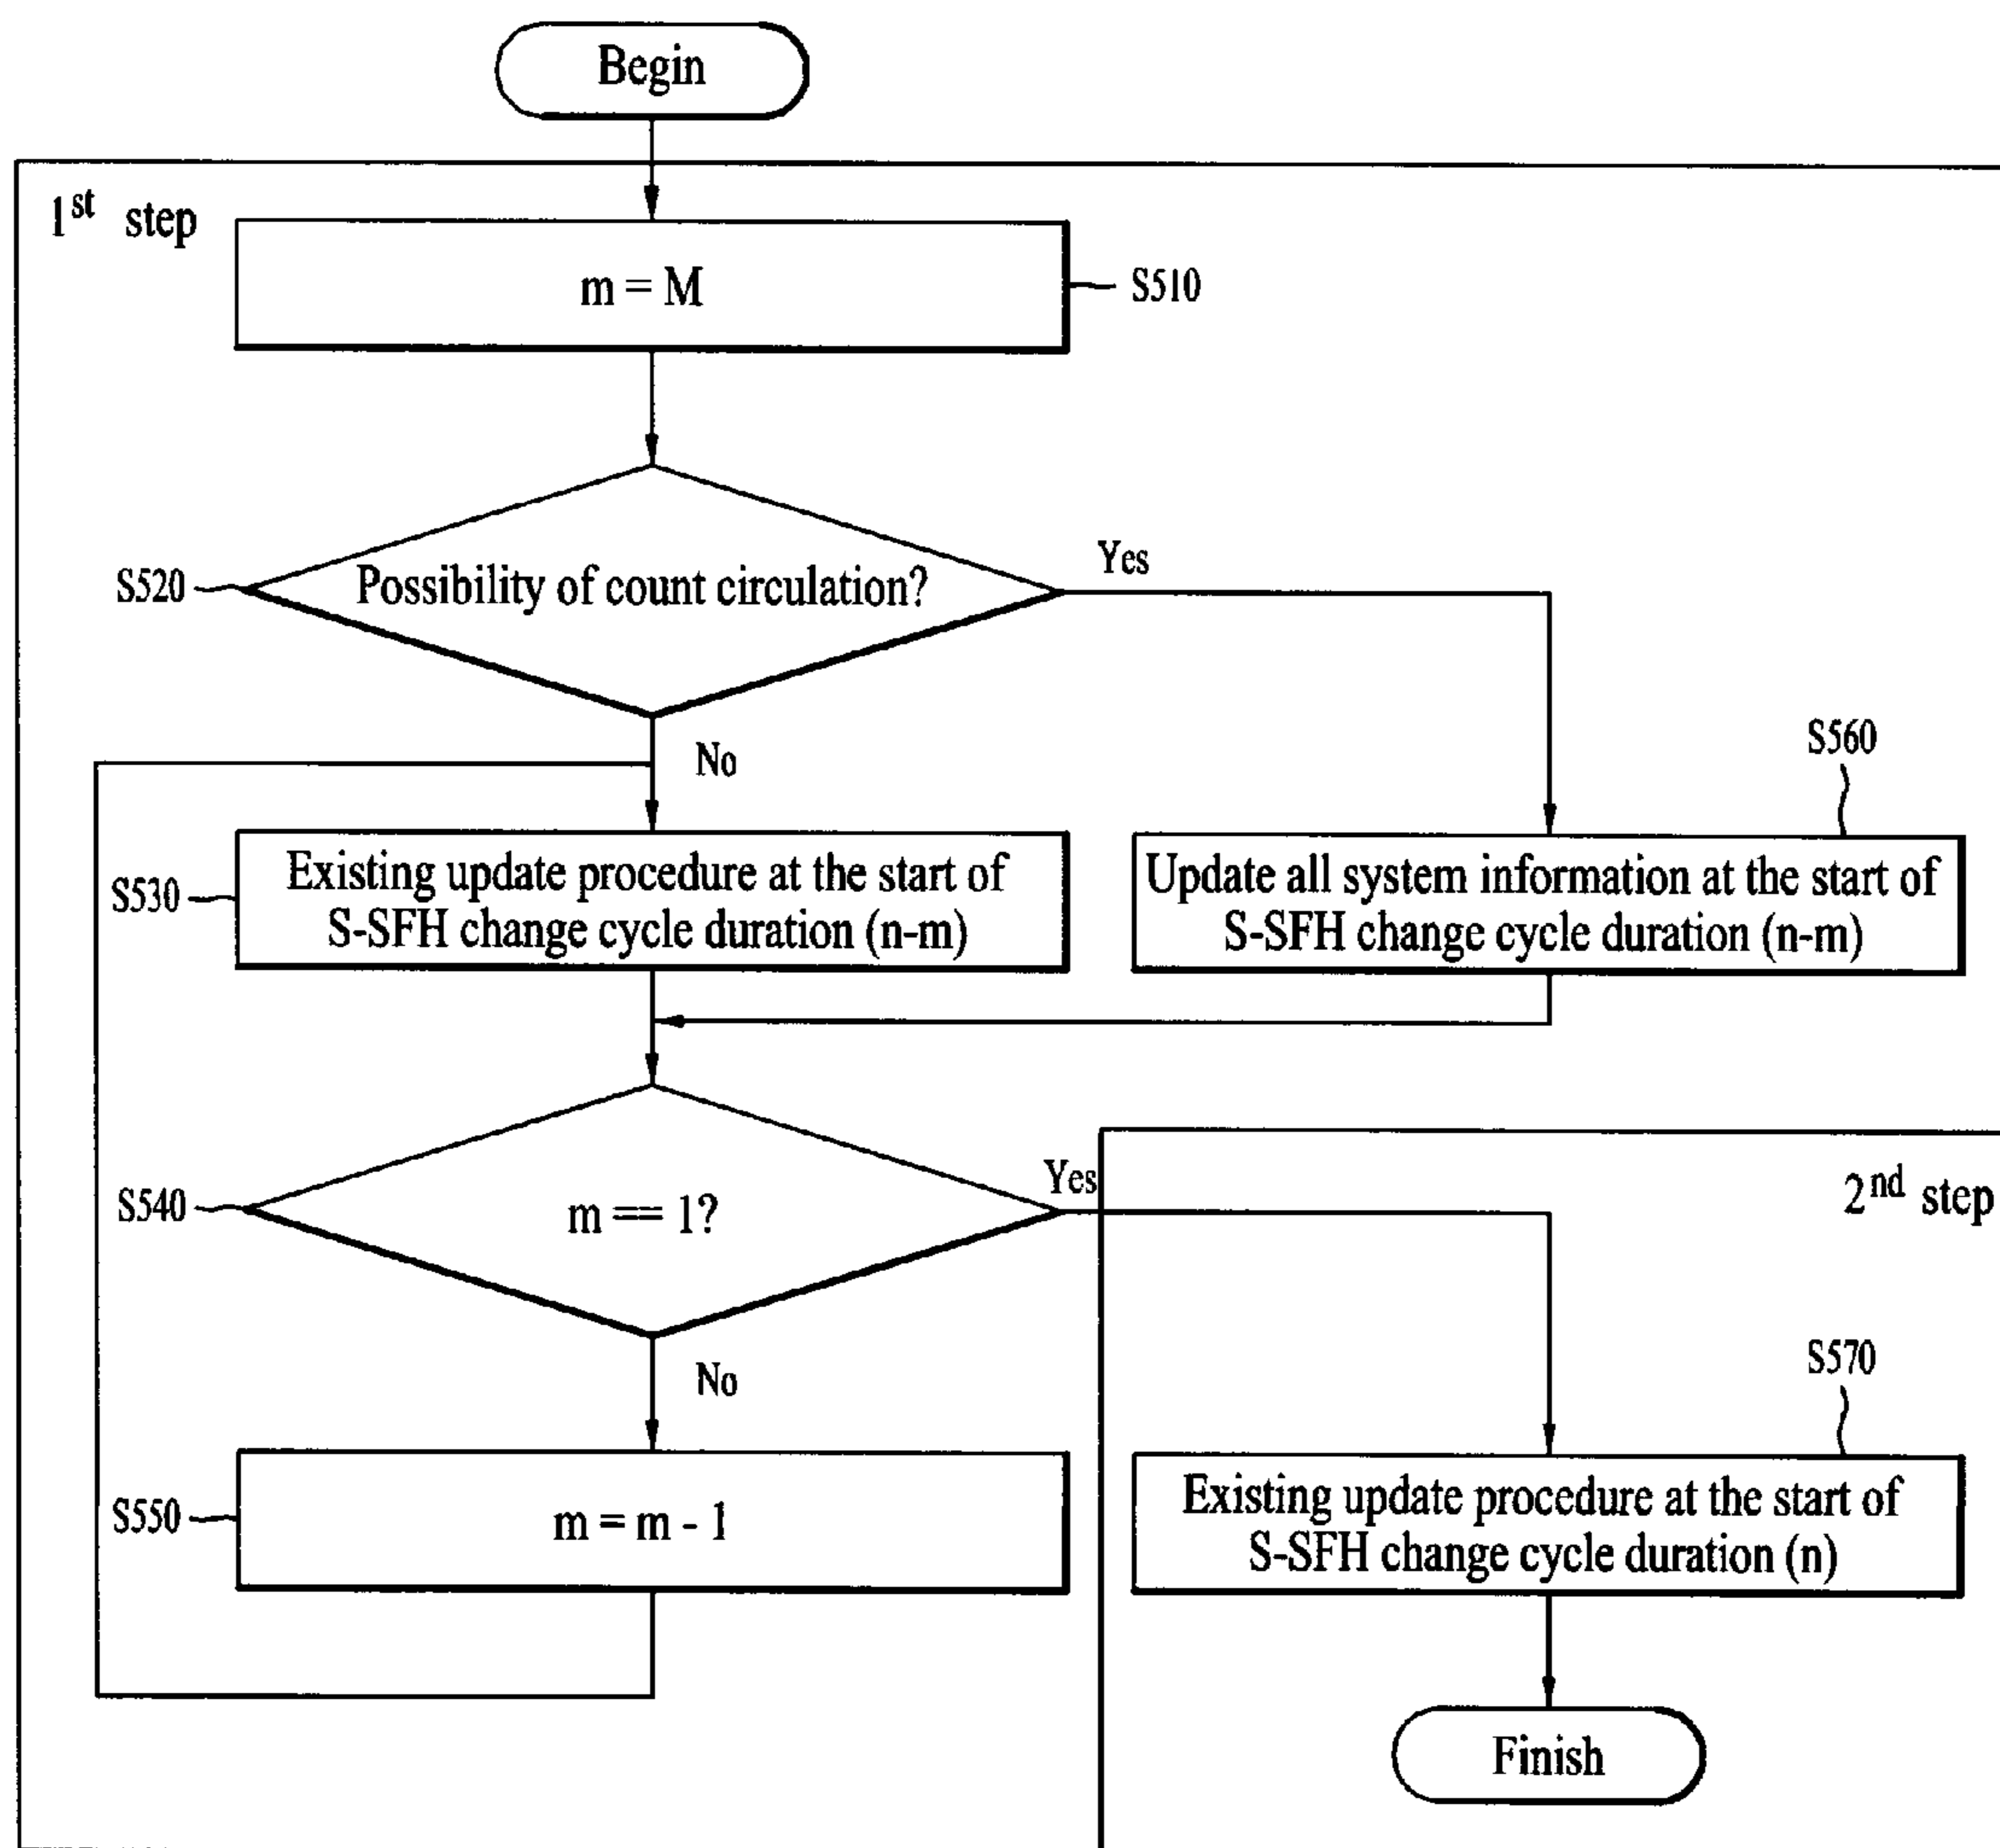 Begin
1st step
m = M
S510
S520
Possibility of count circulation?
Yes
No
S560
S530
Existing update procedure at the start of
S-SFH change cycle duration (n-m)
Update all system information at the start of
S-SFH change cycle duration (n-m)
S540
m == 1?
Yes
2nd step
No
S570
S550
m = m - 1
Existing update procedure at the start of
S-SFH change cycle duration (n)
Finish